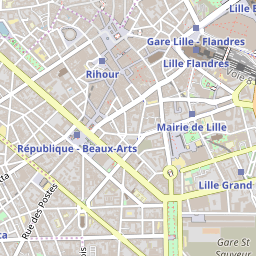 Lille E
Gare Lille - Flandres
Lille Flandres
Rihour
Voie d
Mairie de Lille
République - Beaux-Arts
Lille Grand
Rue des Postes
Gare St
Sauveur